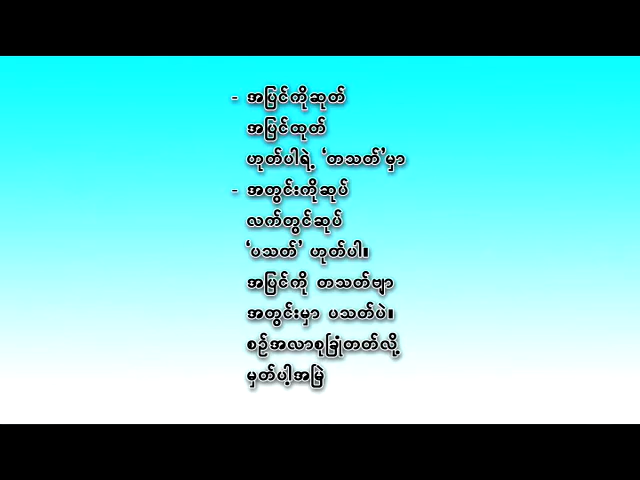 - အပြင်ကိုဆုတ်
အပြင်ထုတ်
ဟုတ်ပါရဲ့ ‘တသတ်’မှာ
- အတွင်းကိုဆုပ်
လက်တွင်ဆုပ်
‘ပသတ်’ ဟုတ်ပါ။
အပြင်ကို တသတ်ဗျာ
အတွင်းမှာ ပသတ်ပဲ။
စဉ်အလာစုခြုံတတ်လို့
မှတ်ပါ့အမြဲ